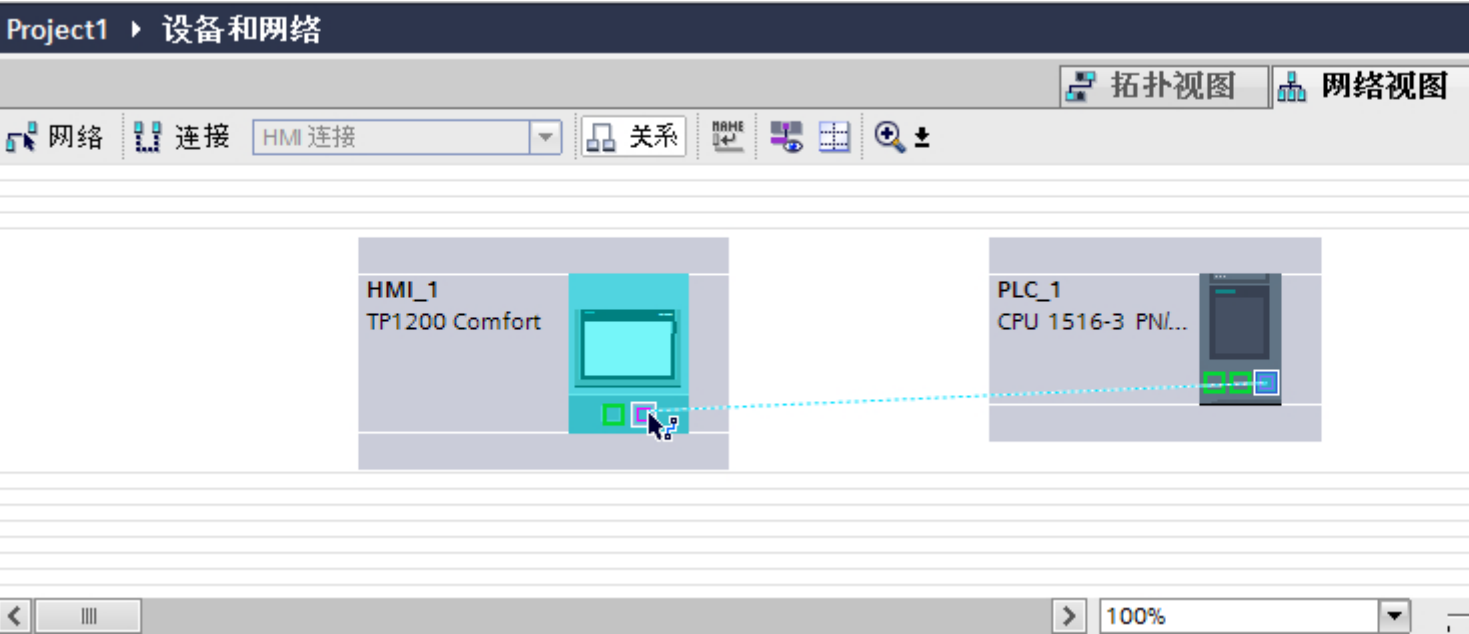 Project1 ▸ 设备和网络
拓扑视图 网络视图
网络 连接 HMI 连接 关系 NAME
HMI_1
TP1200 Comfort
PLC_1
CPU 1516-3 PN/...
100%